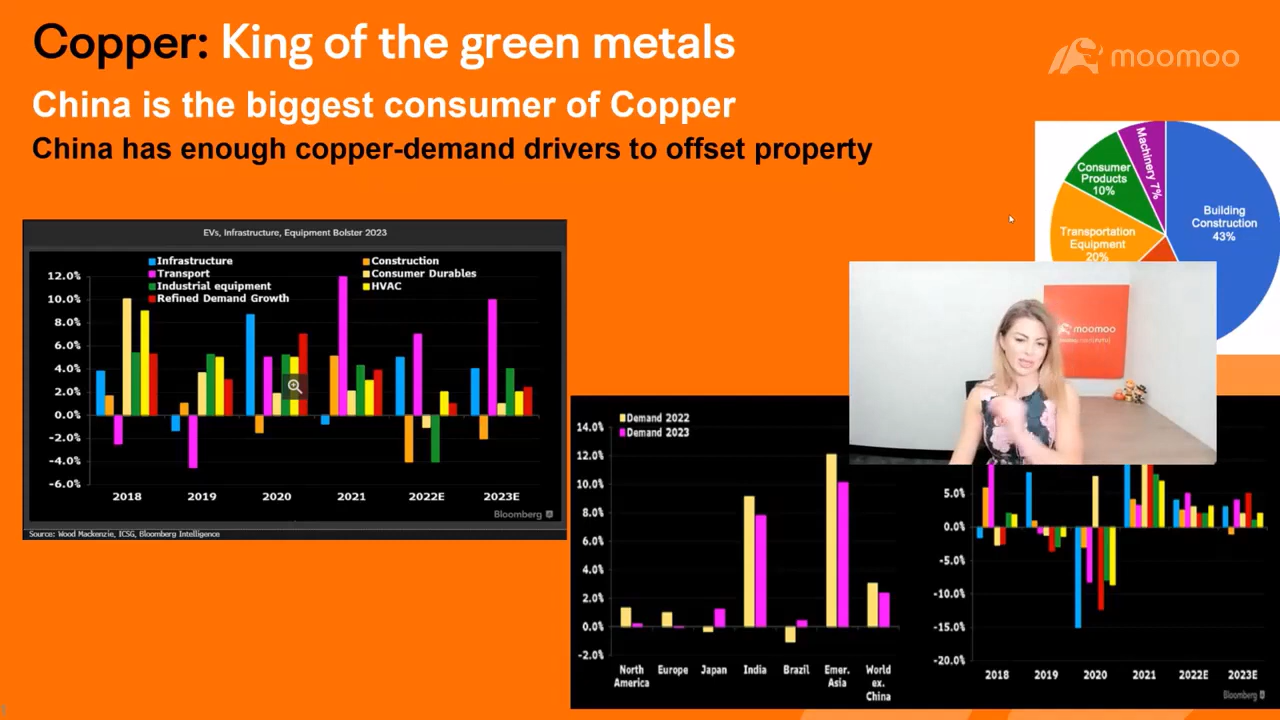 Copper: King of the green metals
moomoo
China is the biggest consumer of Copper
China has enough copper-demand drivers to offset property
Machinery 7%
Consumer
Products
10%
Building
Construction
43%
Transportation
Equipment
20%
EVs, Infrastructure, Equipment Bolster 2023
Infrastructure
Construction
Transport
Consumer Durables
Industrial equipment
HVAC
Refined Demand Growth
12.0%
10.0%
8.0%
6.0%
4.0%
2.0%
0.0%
-2.0%
-4.0%
-6.0%
2018 2019 2020 2021 2022E 2023E
Bloomberg
Source: Wood Mackenzie, ICSG, Bloomberg Intelligence
moomoo
Demand 2022
Demand 2023
14.0%
12.0%
10.0%
8.0%
6.0%
4.0%
2.0%
0.0%
-2.0%
North
America
Europe
Japan
India
Brazil
Emer.
Asia
World
ex.
China
5.0%
0.0%
-5.0%
-10.0%
-15.0%
-20.0%
2018 2019 2020 2021 2022E 2023E
Bloomberg